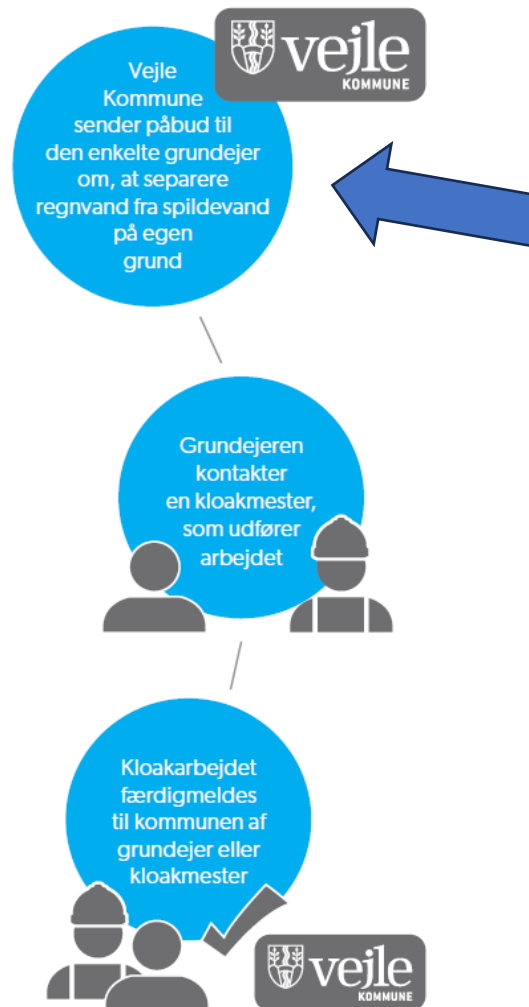 vejle
KOMMUNE
Vejle
Kommune
sender påbud til
den enkelte grundejer
om, at separere
regnvand fra spildevand
på egen
grund
Grundejeren
kontakter
en kloakmester,
som udfører
arbejdet
Kloakarbejdet
færdigmeldes
til kommunen af
grundejer eller
kloakmester
vejle
KOMMUNE